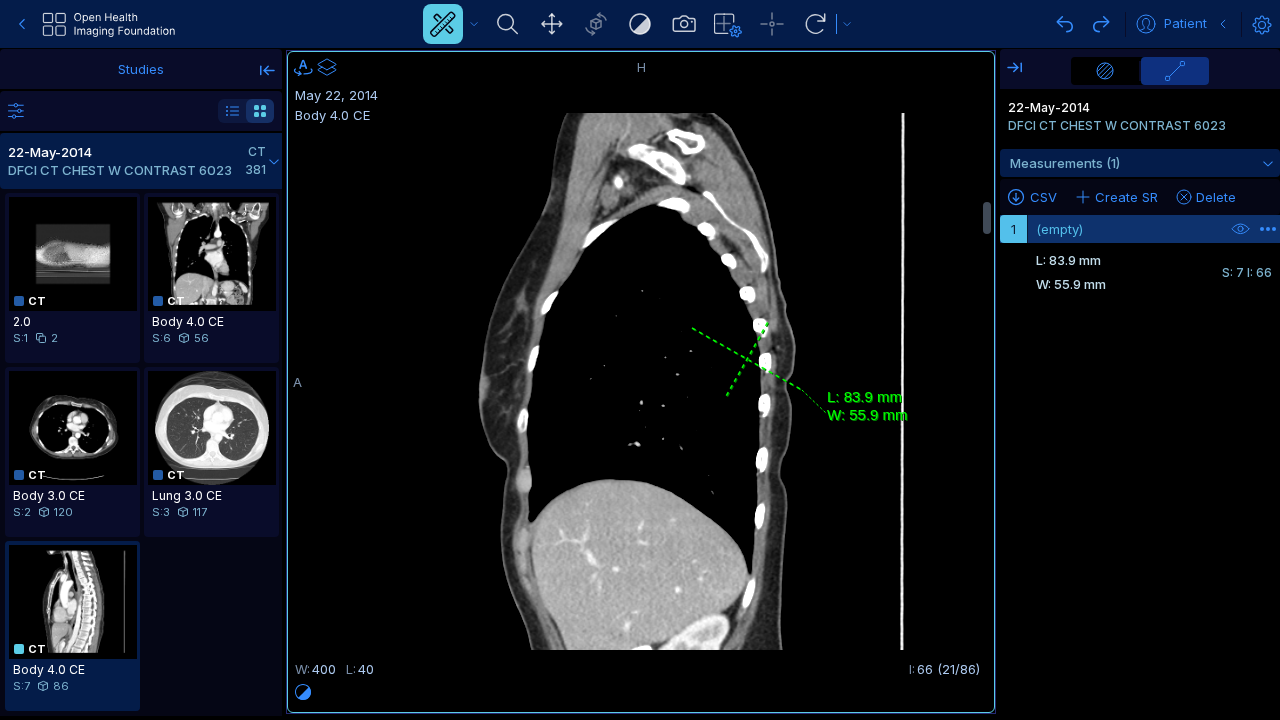 Open Health
Imaging Foundation
Patient
Studies
22-May-2014
DFCI CT CHEST W CONTRAST 6023
CT
381
CT
2.0
S:1 2
CT
Body 4.0 CE
S:6 56
CT
Body 3.0 CE
S:2 120
CT
Lung 3.0 CE
S:3 117
CT
Body 4.0 CE
S:7 86
A
H
May 22, 2014
Body 4.0 CE
A
L: 83.9 mm
W: 55.9 mm
W: 400 L: 40
I: 66 (21/86)
22-May-2014
DFCI CT CHEST W CONTRAST 6023
Measurements (1)
CSV Create SR Delete
1 (empty)
L: 83.9 mm
W: 55.9 mm
S: 7 I: 66